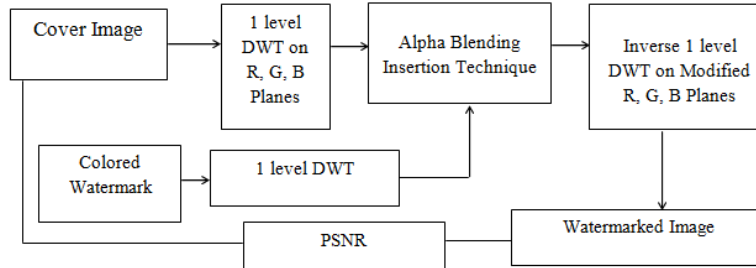 Cover Image
1 level
DWT on
R, G, B
Planes
Alpha Blending
Insertion Technique
Inverse 1 level
DWT on Modified
R, G, B Planes
Colored
Watermark
1 level DWT
PSNR
Watermarked Image